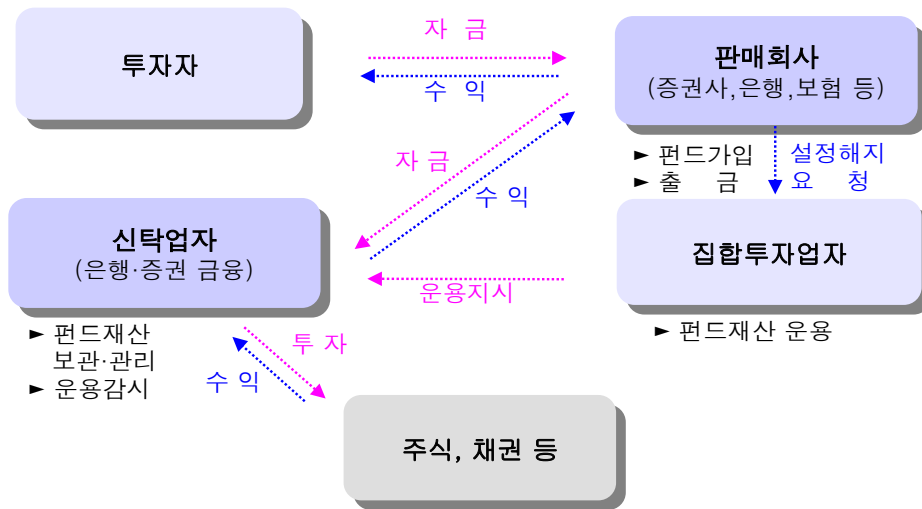 투자자
자 금
수 익
판매회사
(증권사,은행,보험 등)
► 펀드가입
► 출 금
설정해지
요 청
자 금
수 익
신탁업자
(은행·증권 금융)
집합투자업자
운용지시
► 펀드재산
보관·관리
► 운용감시
► 펀드재산 운용
투 자
수 익
주식, 채권 등